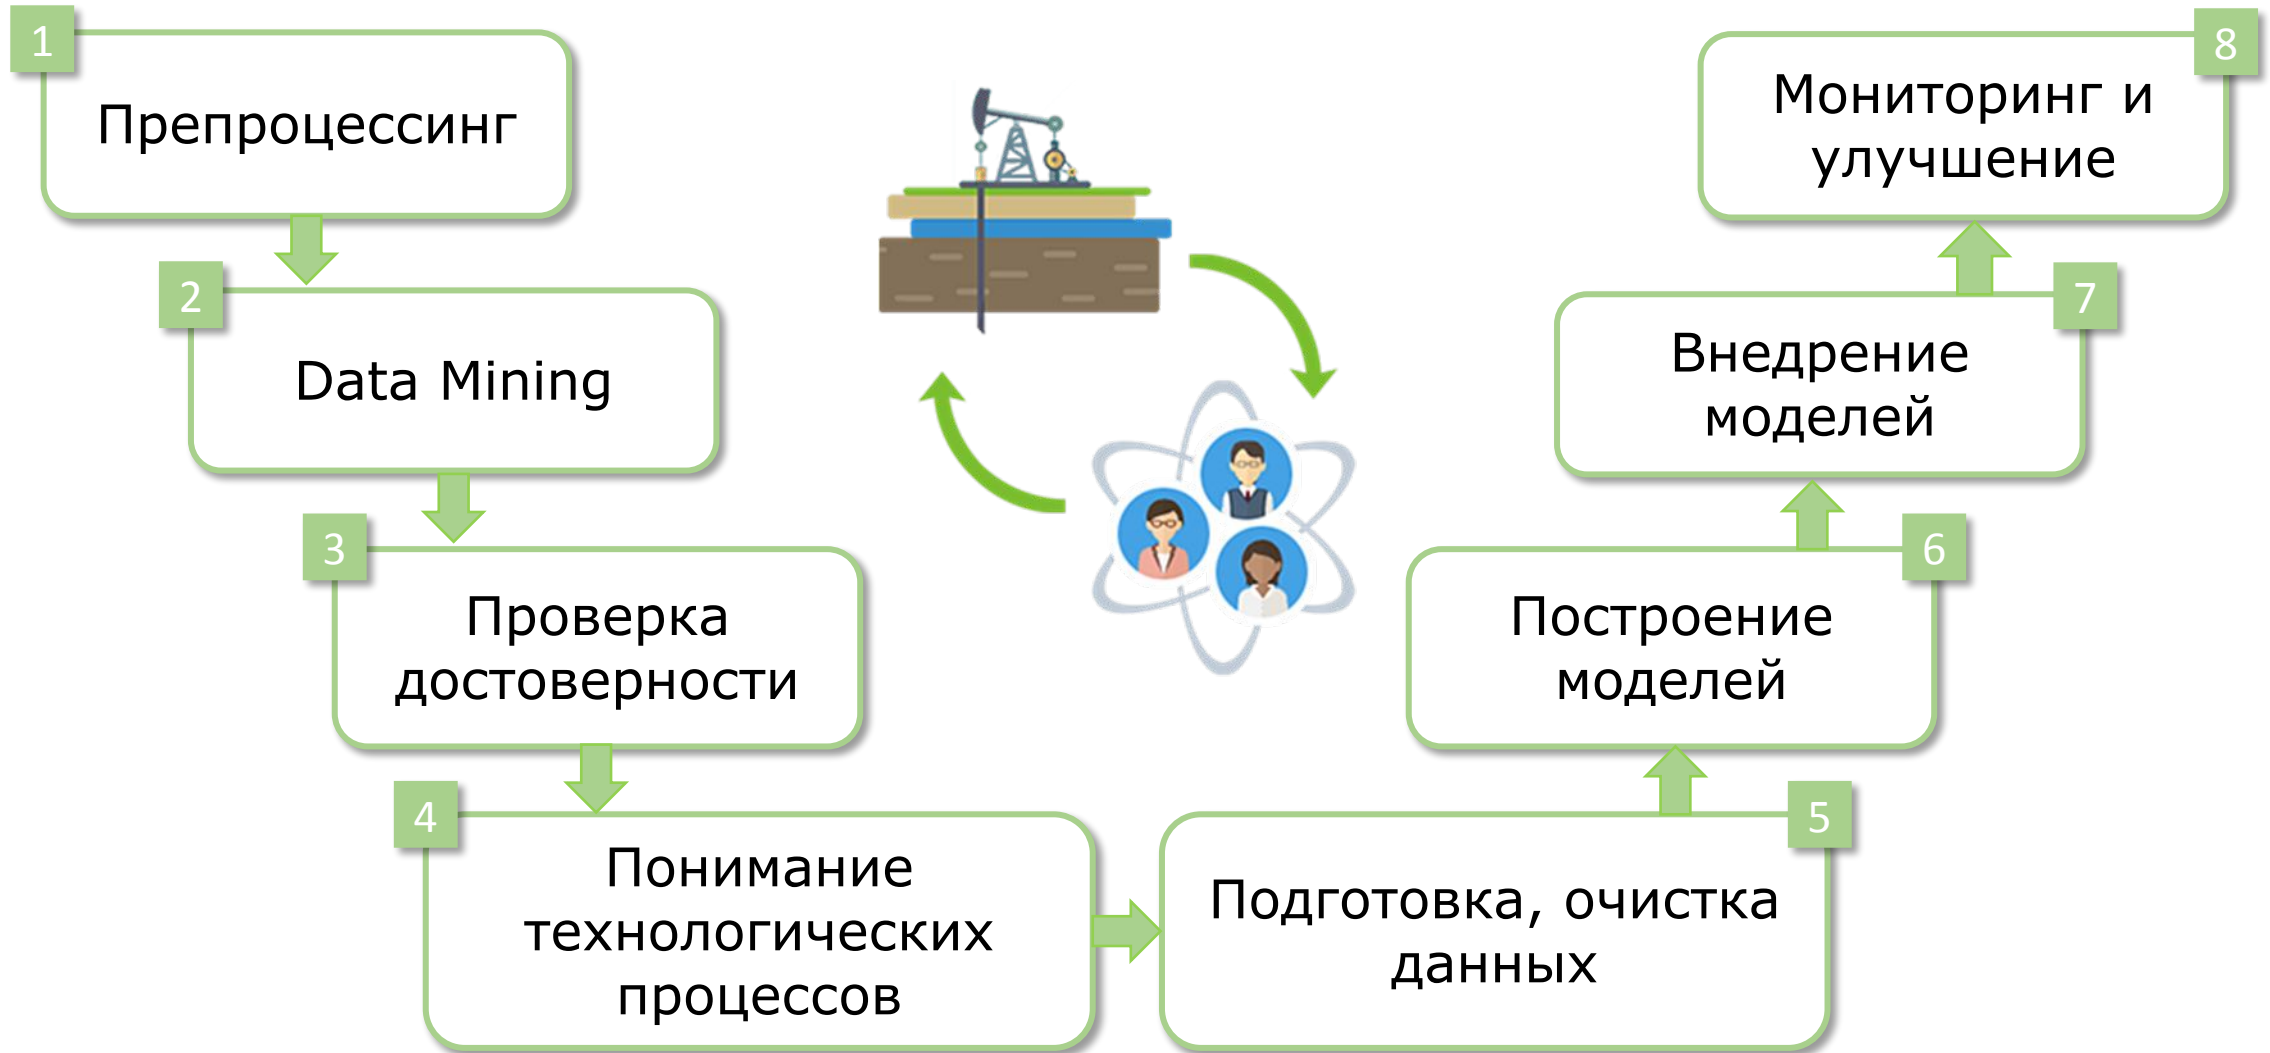 1
Препроцессинг
2
Data Mining
3
Проверка
достоверности
4
Понимание
технологических
процессов
5
Подготовка, очистка
данных
6
Построение
моделей
7
Внедрение
моделей
8
Мониторинг и
улучшение